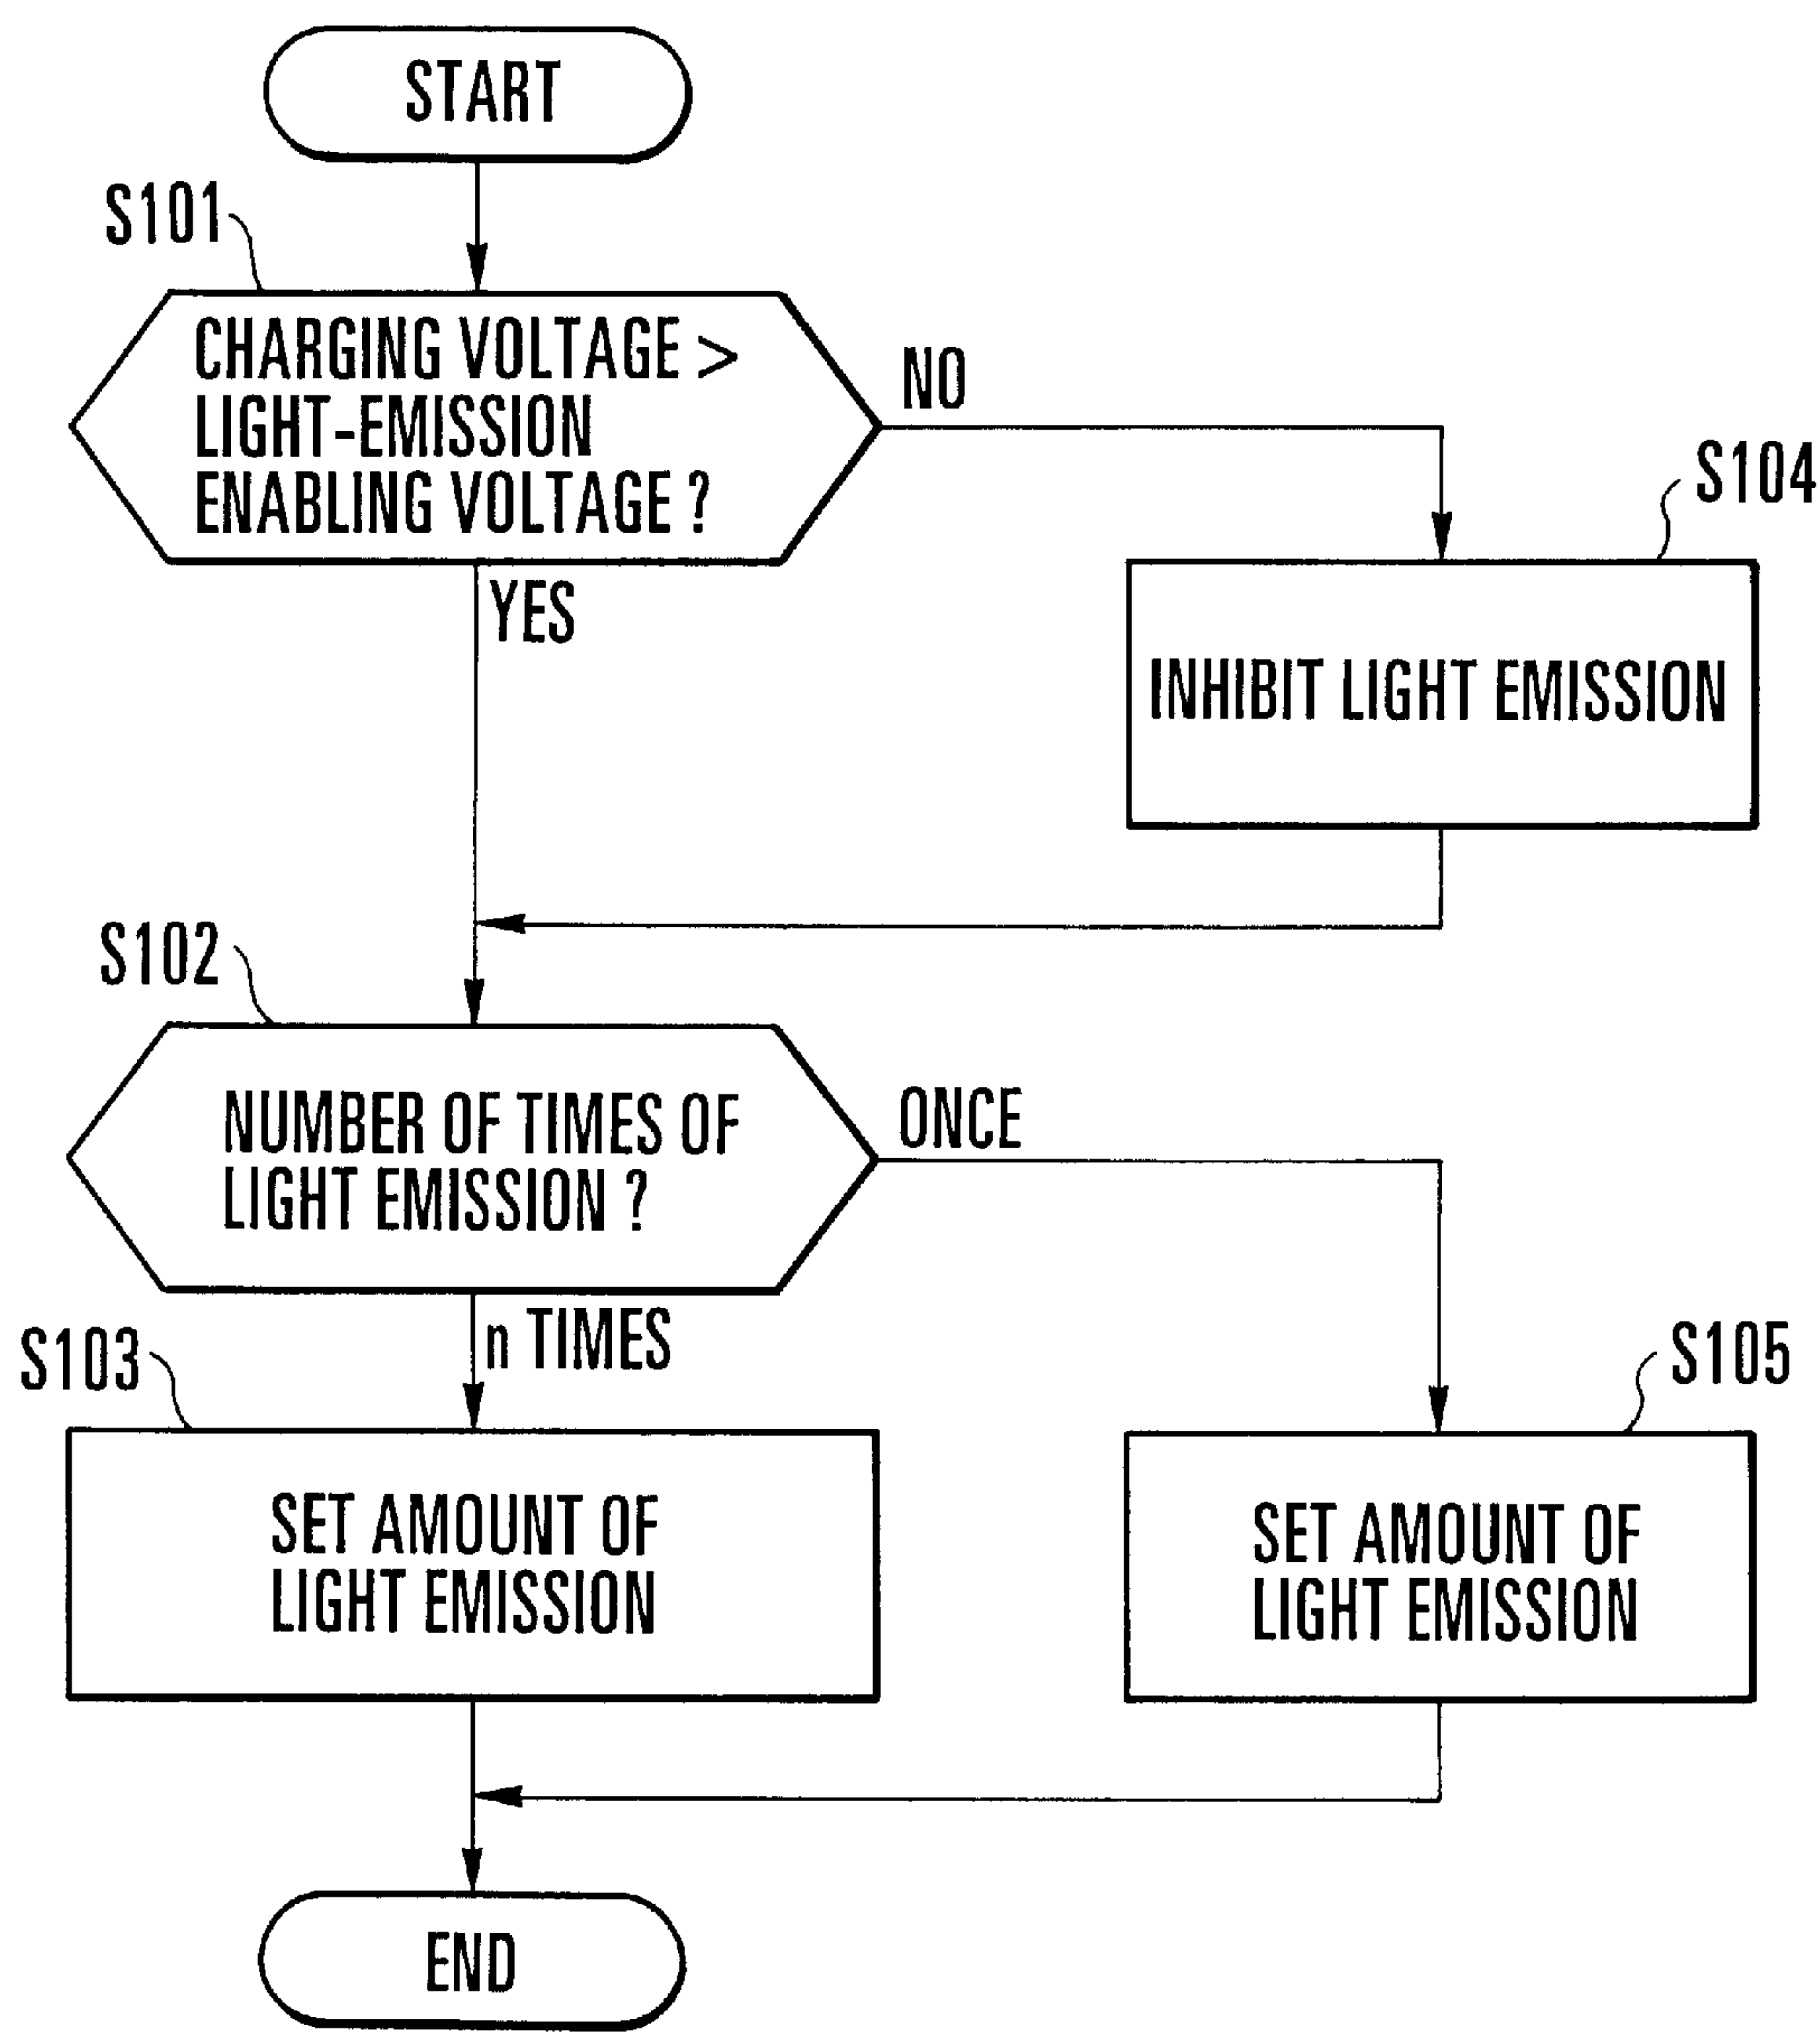 START
S101
CHARGING VOLTAGE >
LIGHT-EMISSION
ENABLING VOLTAGE ?
NO
YES
S104
INHIBIT LIGHT EMISSION
S102
NUMBER OF TIMES OF
LIGHT EMISSION ?
ONCE
n TIMES
S103
SET AMOUNT OF
LIGHT EMISSION
S105
SET AMOUNT OF
LIGHT EMISSION
END